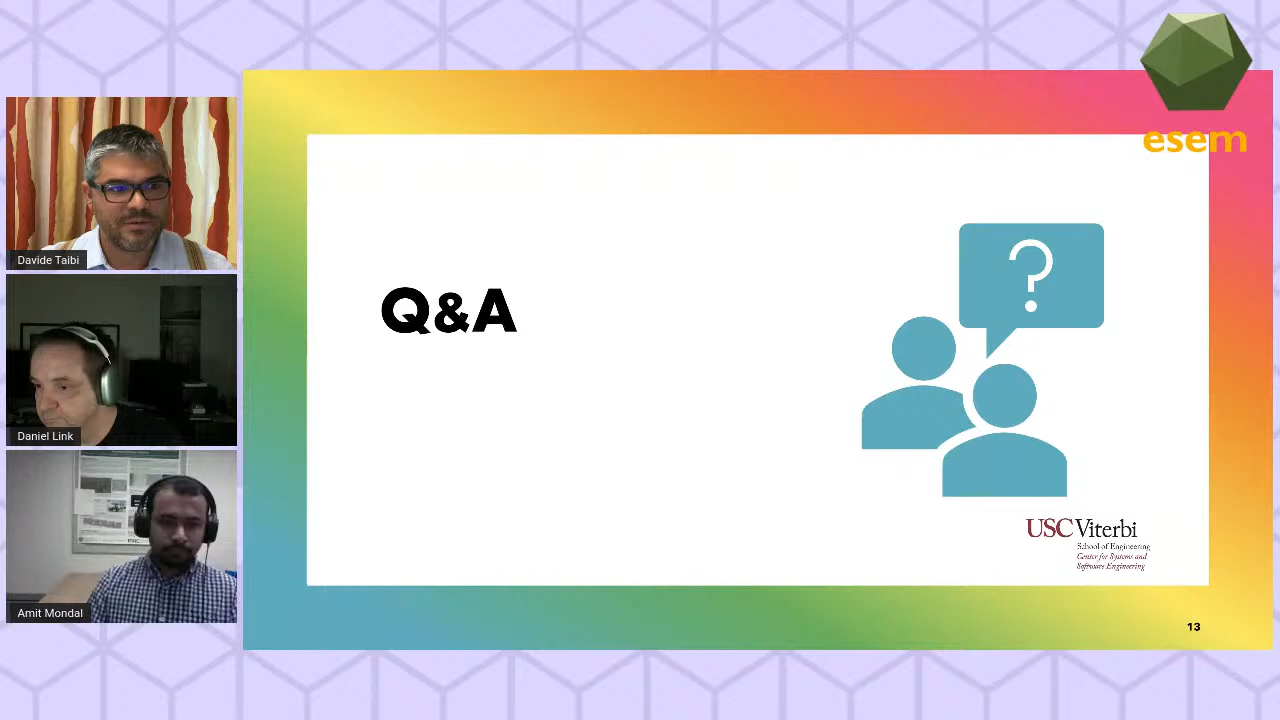 esem
Davide Taibi
Q&A
?
Daniel Link
USC Viterbi
School of Engineering
Center for Systems and
Software Engineering
Amit Mondal
13